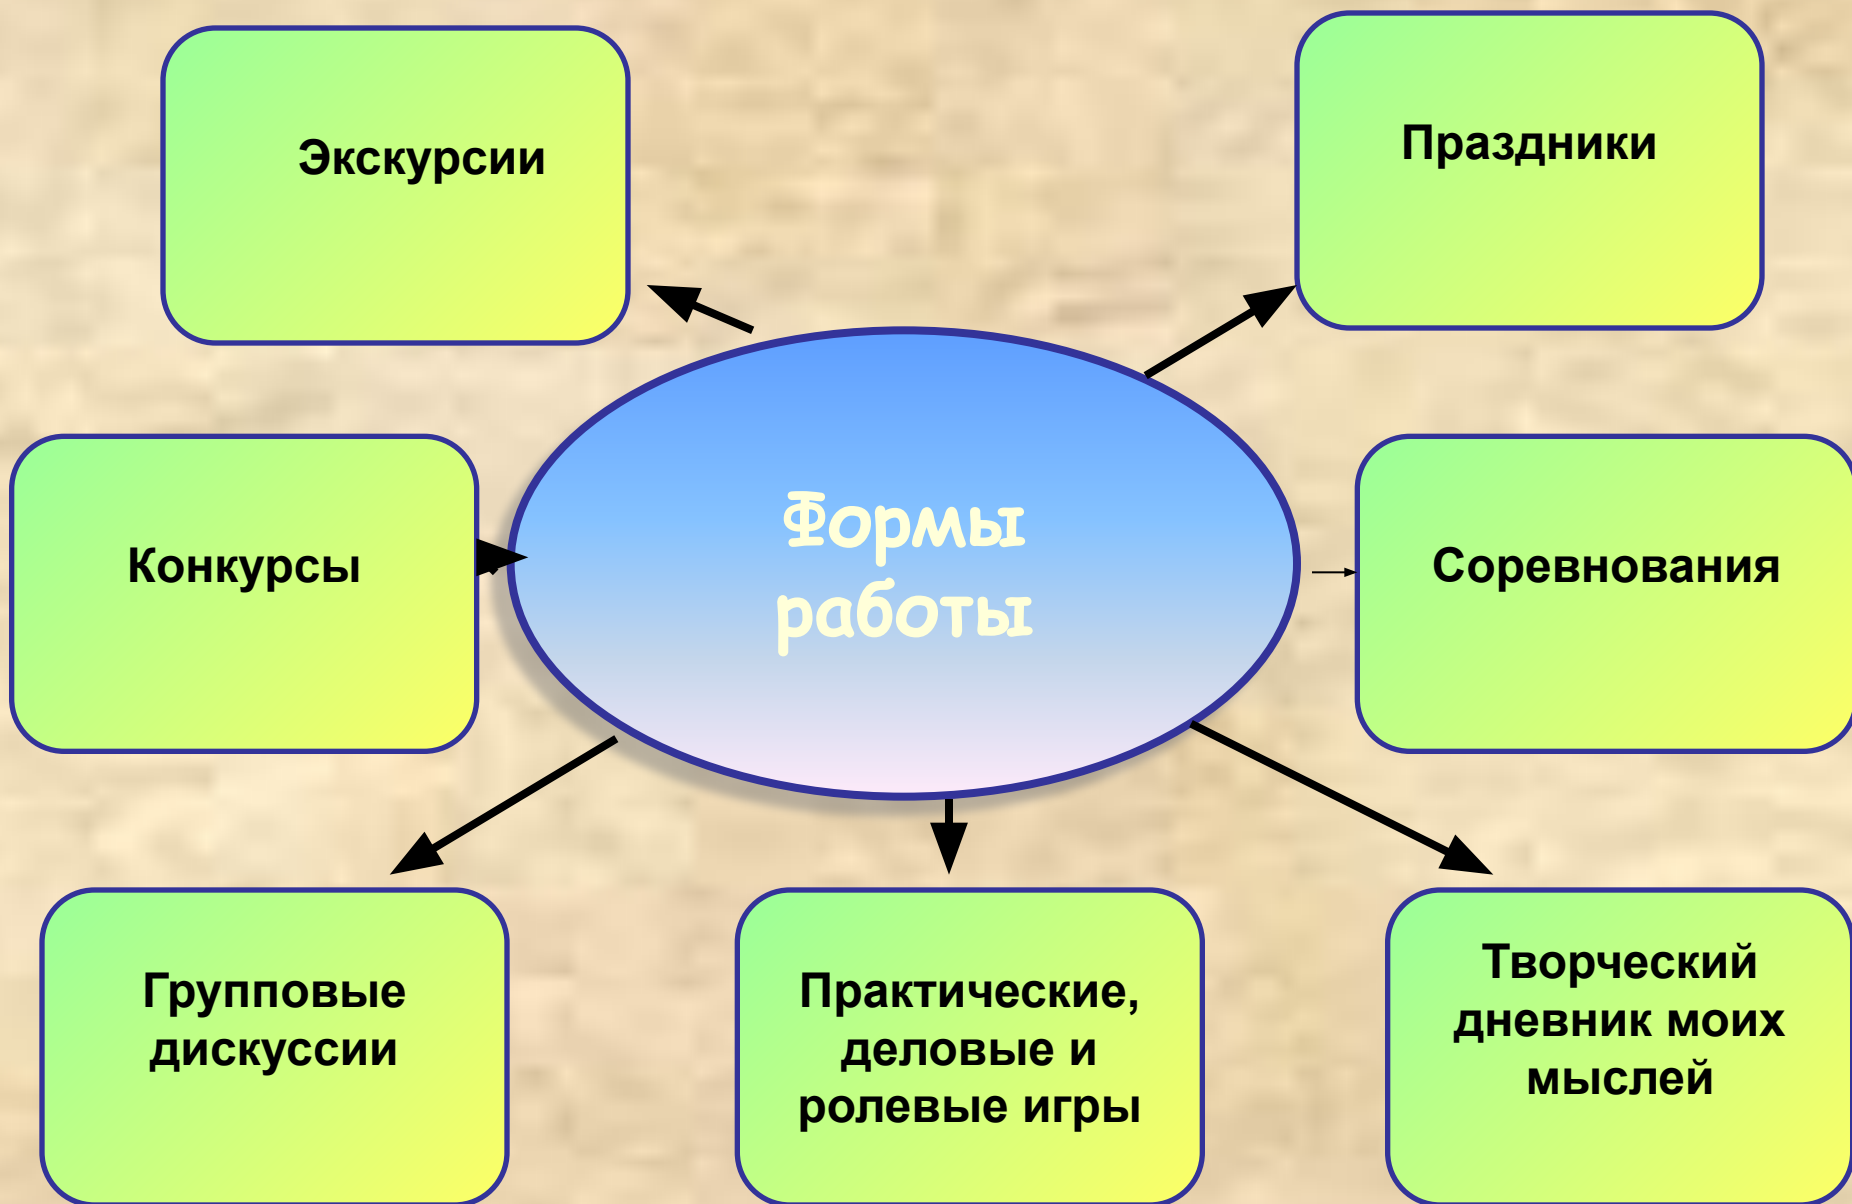 Экскурсии
Праздники
Конкурсы
Формы
работы
Соревнования
Групповые
дискуссии
Практические,
деловые и
ролевые игры
Творческий
дневник моих
мыслей